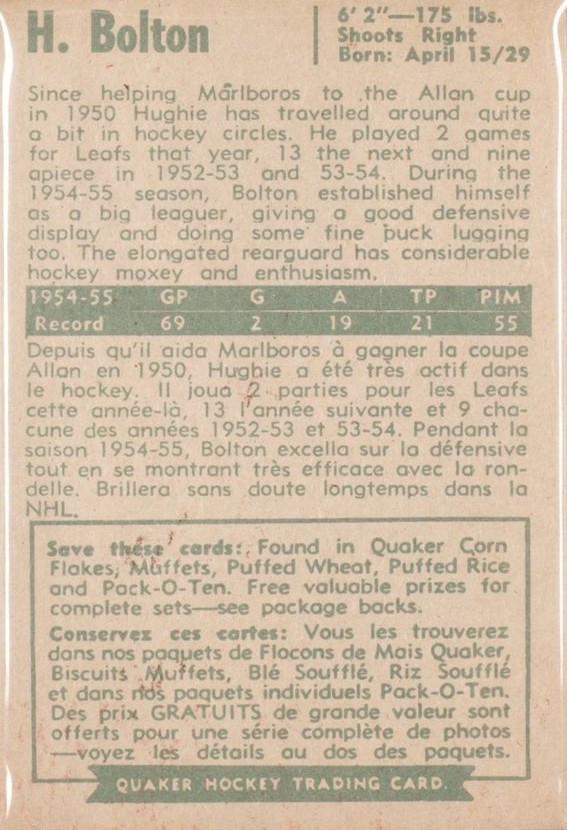 H. Bolton
6' 2"—175 lbs.
Shoots Right
Born: April 15/29
Since helping Marlboros to the Allan cup
in 1950 Hughie has travelled around quite
a bit in hockey circles. He played 2 games
for Leafs that year, 13 the next and nine
apiece in 1952-53 and 53-54. During the
1954-55 season, Bolton established himself
as a big leaguer, giving a good defensive
display and doing some fine puck lugging
too. The elongated rearguard has considerable
hockey moxey and enthusiasm.
1954-55 GP G A TP PIM
Record 69 2 19 21 55
Depuis qu'il aida Marlboros à gagner la coupe
Allan en 1950, Hughie a été très actif dans
le hockey. Il joua 2 parties pour les Leafs
cette année-là, 13 l'année suivante et 9 cha-
cune des années 1952-53 et 53-54. Pendant la
saison 1954-55, Bolton excella sur la défensive
tout en se montrant très efficace avec la ron-
delle. Brillera sans doute longtemps dans la
NHL.
Save these cards: Found in Quaker Corn
Flakes, Muffets, Puffed Wheat, Puffed Rice
and Pack-O-Ten. Free valuable prizes for
complete sets—see package backs.
Conservez ces cartes: Vous les trouverez
dans nos paquets de Flocons de Mais Quaker,
Biscuits Muffets, Blé Soufflé, Riz Soufflé
et dans nos paquets individuels Pack-O-Ten.
Des prix GRATUITS de grande valeur sont
offerts pour une série complète de photos
—voyez les détails au dos des paquets.
QUAKER HOCKEY TRADING CARD.